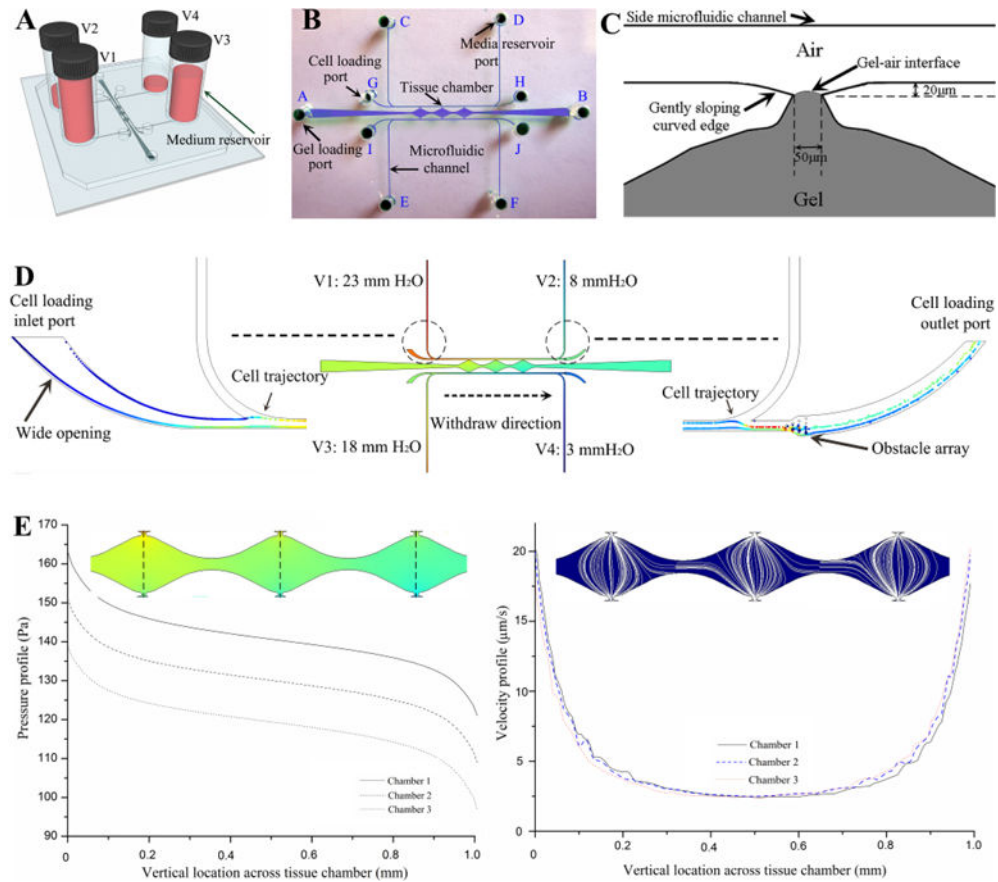 A
V4
V2
V3
V1
Medium reservoir
B
C
D
Media reservoir
port
Cell loading
port
G
Tissue chamber
H
A
B
I
Gel loading
port
Microfluidic
channel
J
E
F
C
Side microfluidic channel
Air
Gel-air interface
20µm
Gently sloping
curved edge
50µm
Gel
D
Cell loading
inlet port
V1: 23 mm H₂O
V2: 8 mmH₂O
Cell loading
outlet port
Cell trajectory
Cell trajectory
Wide opening
Withdraw direction
V3: 18 mm H₂O
V4: 3 mmH₂O
Obstacle array
E
170
160
150
140
130
120
110
100
90
Pressure profile (Pa)
Chamber 1
Chamber 2
Chamber 3
0
0.2
0.4
0.6
0.8
1.0
Vertical location across tissue chamber (mm)
20
15
10
5
0
Velocity profile (µm/s)
Chamber 1
Chamber 2
Chamber 3
0
0.2
0.4
0.6
0.8
1.0
Vertical location across tissue chamber (mm)